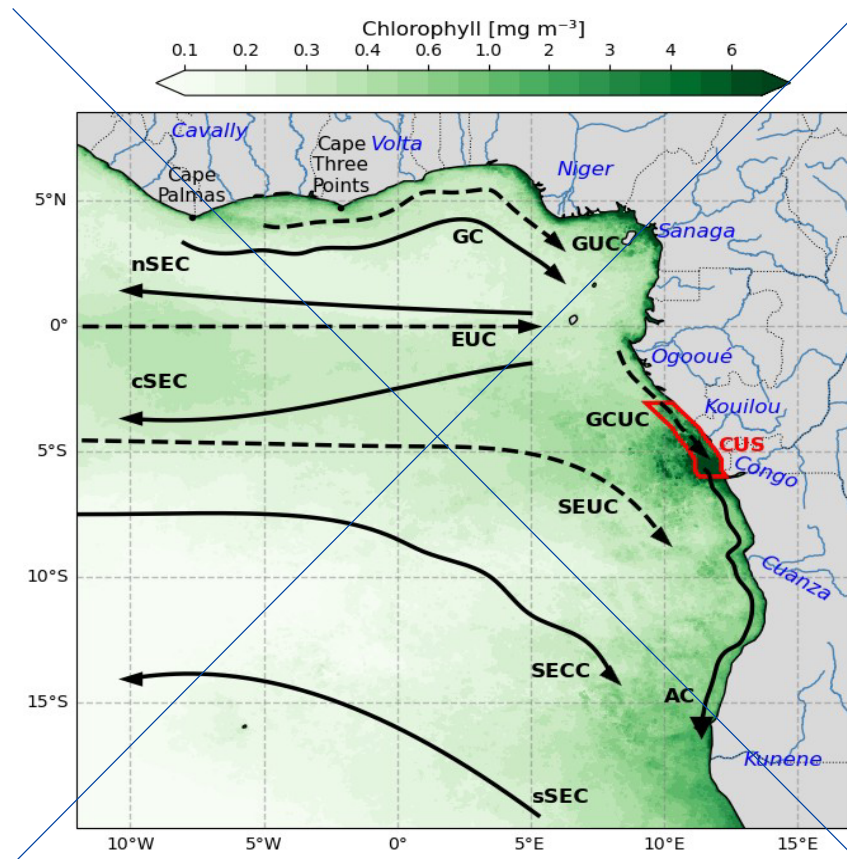 Chlorophyll [mg m⁻³]
0.1 0.2 0.3 0.4 0.6 1.0 2 3 4 6
Cavally
Cape
Palmas
Cape
Three
Points
Volta
Niger
Sanaga
5°N
GC
GUC
nSEC
0°
EUC
Ogooué
cSEC
Kouilou
GCUC
CUS
5°S
Congo
SEUC
10°S
Cuanza
SECC
AC
15°S
Kunene
sSEC
10°W 5°W 0° 5°E 10°E 15°E